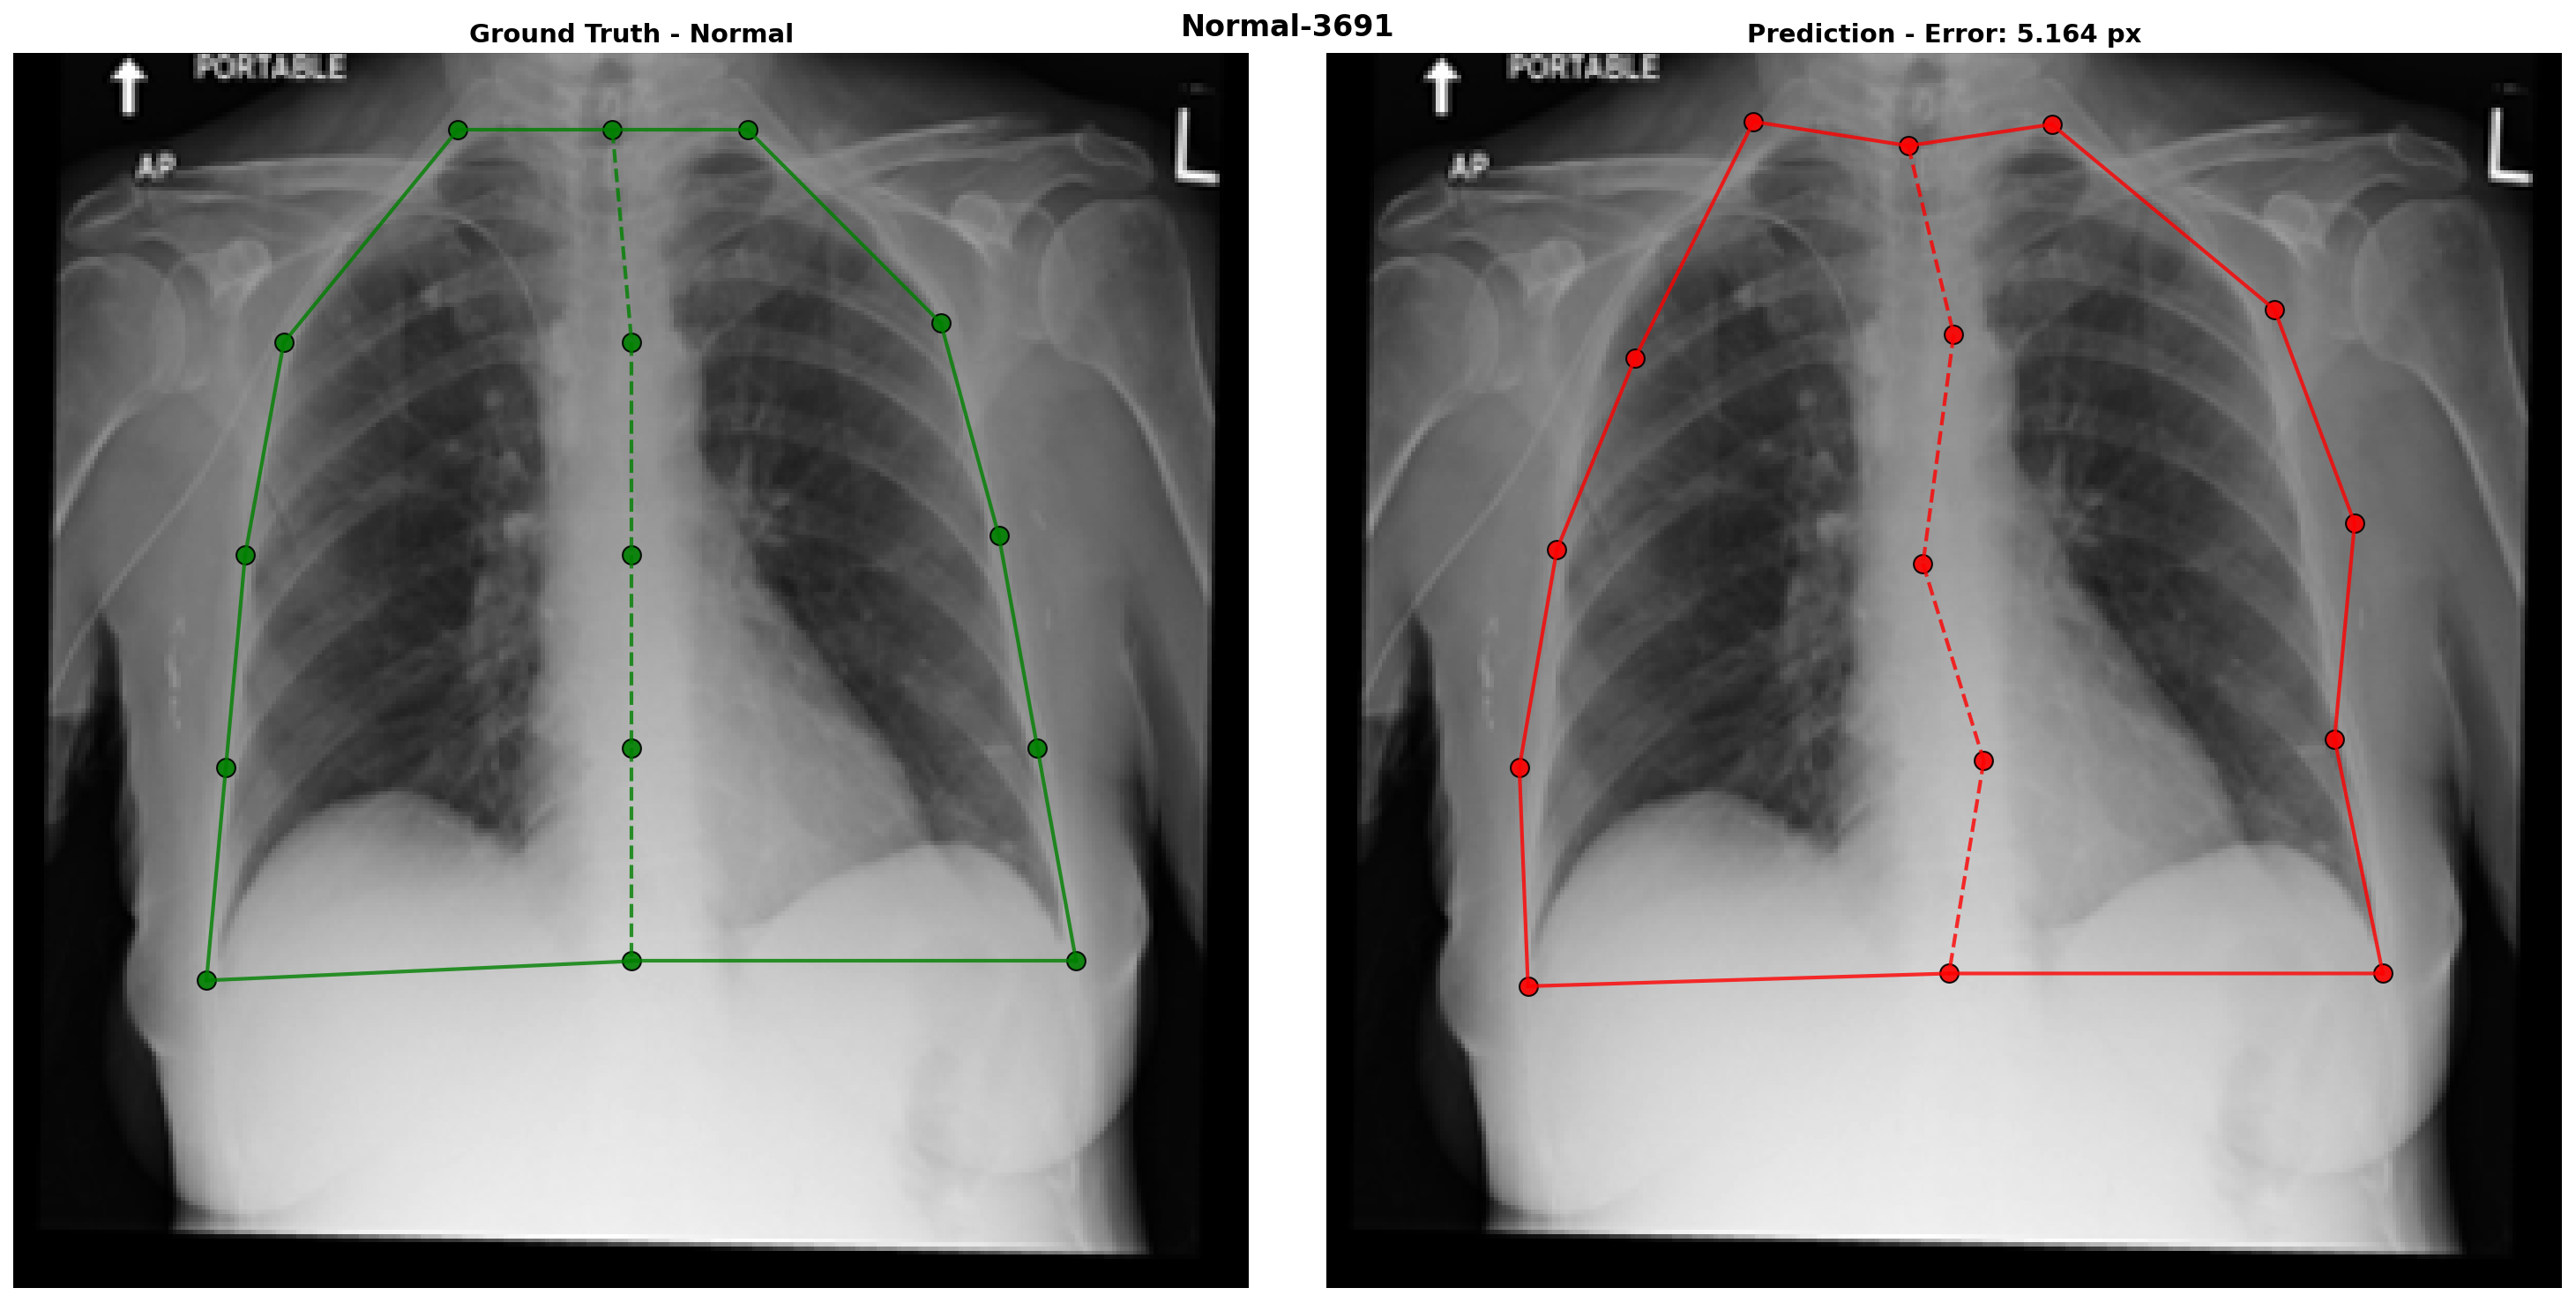 Normal-3691
Ground Truth - Normal
Prediction - Error: 5.164 px
PORTABLE
AP
L
PORTABLE
AP
L